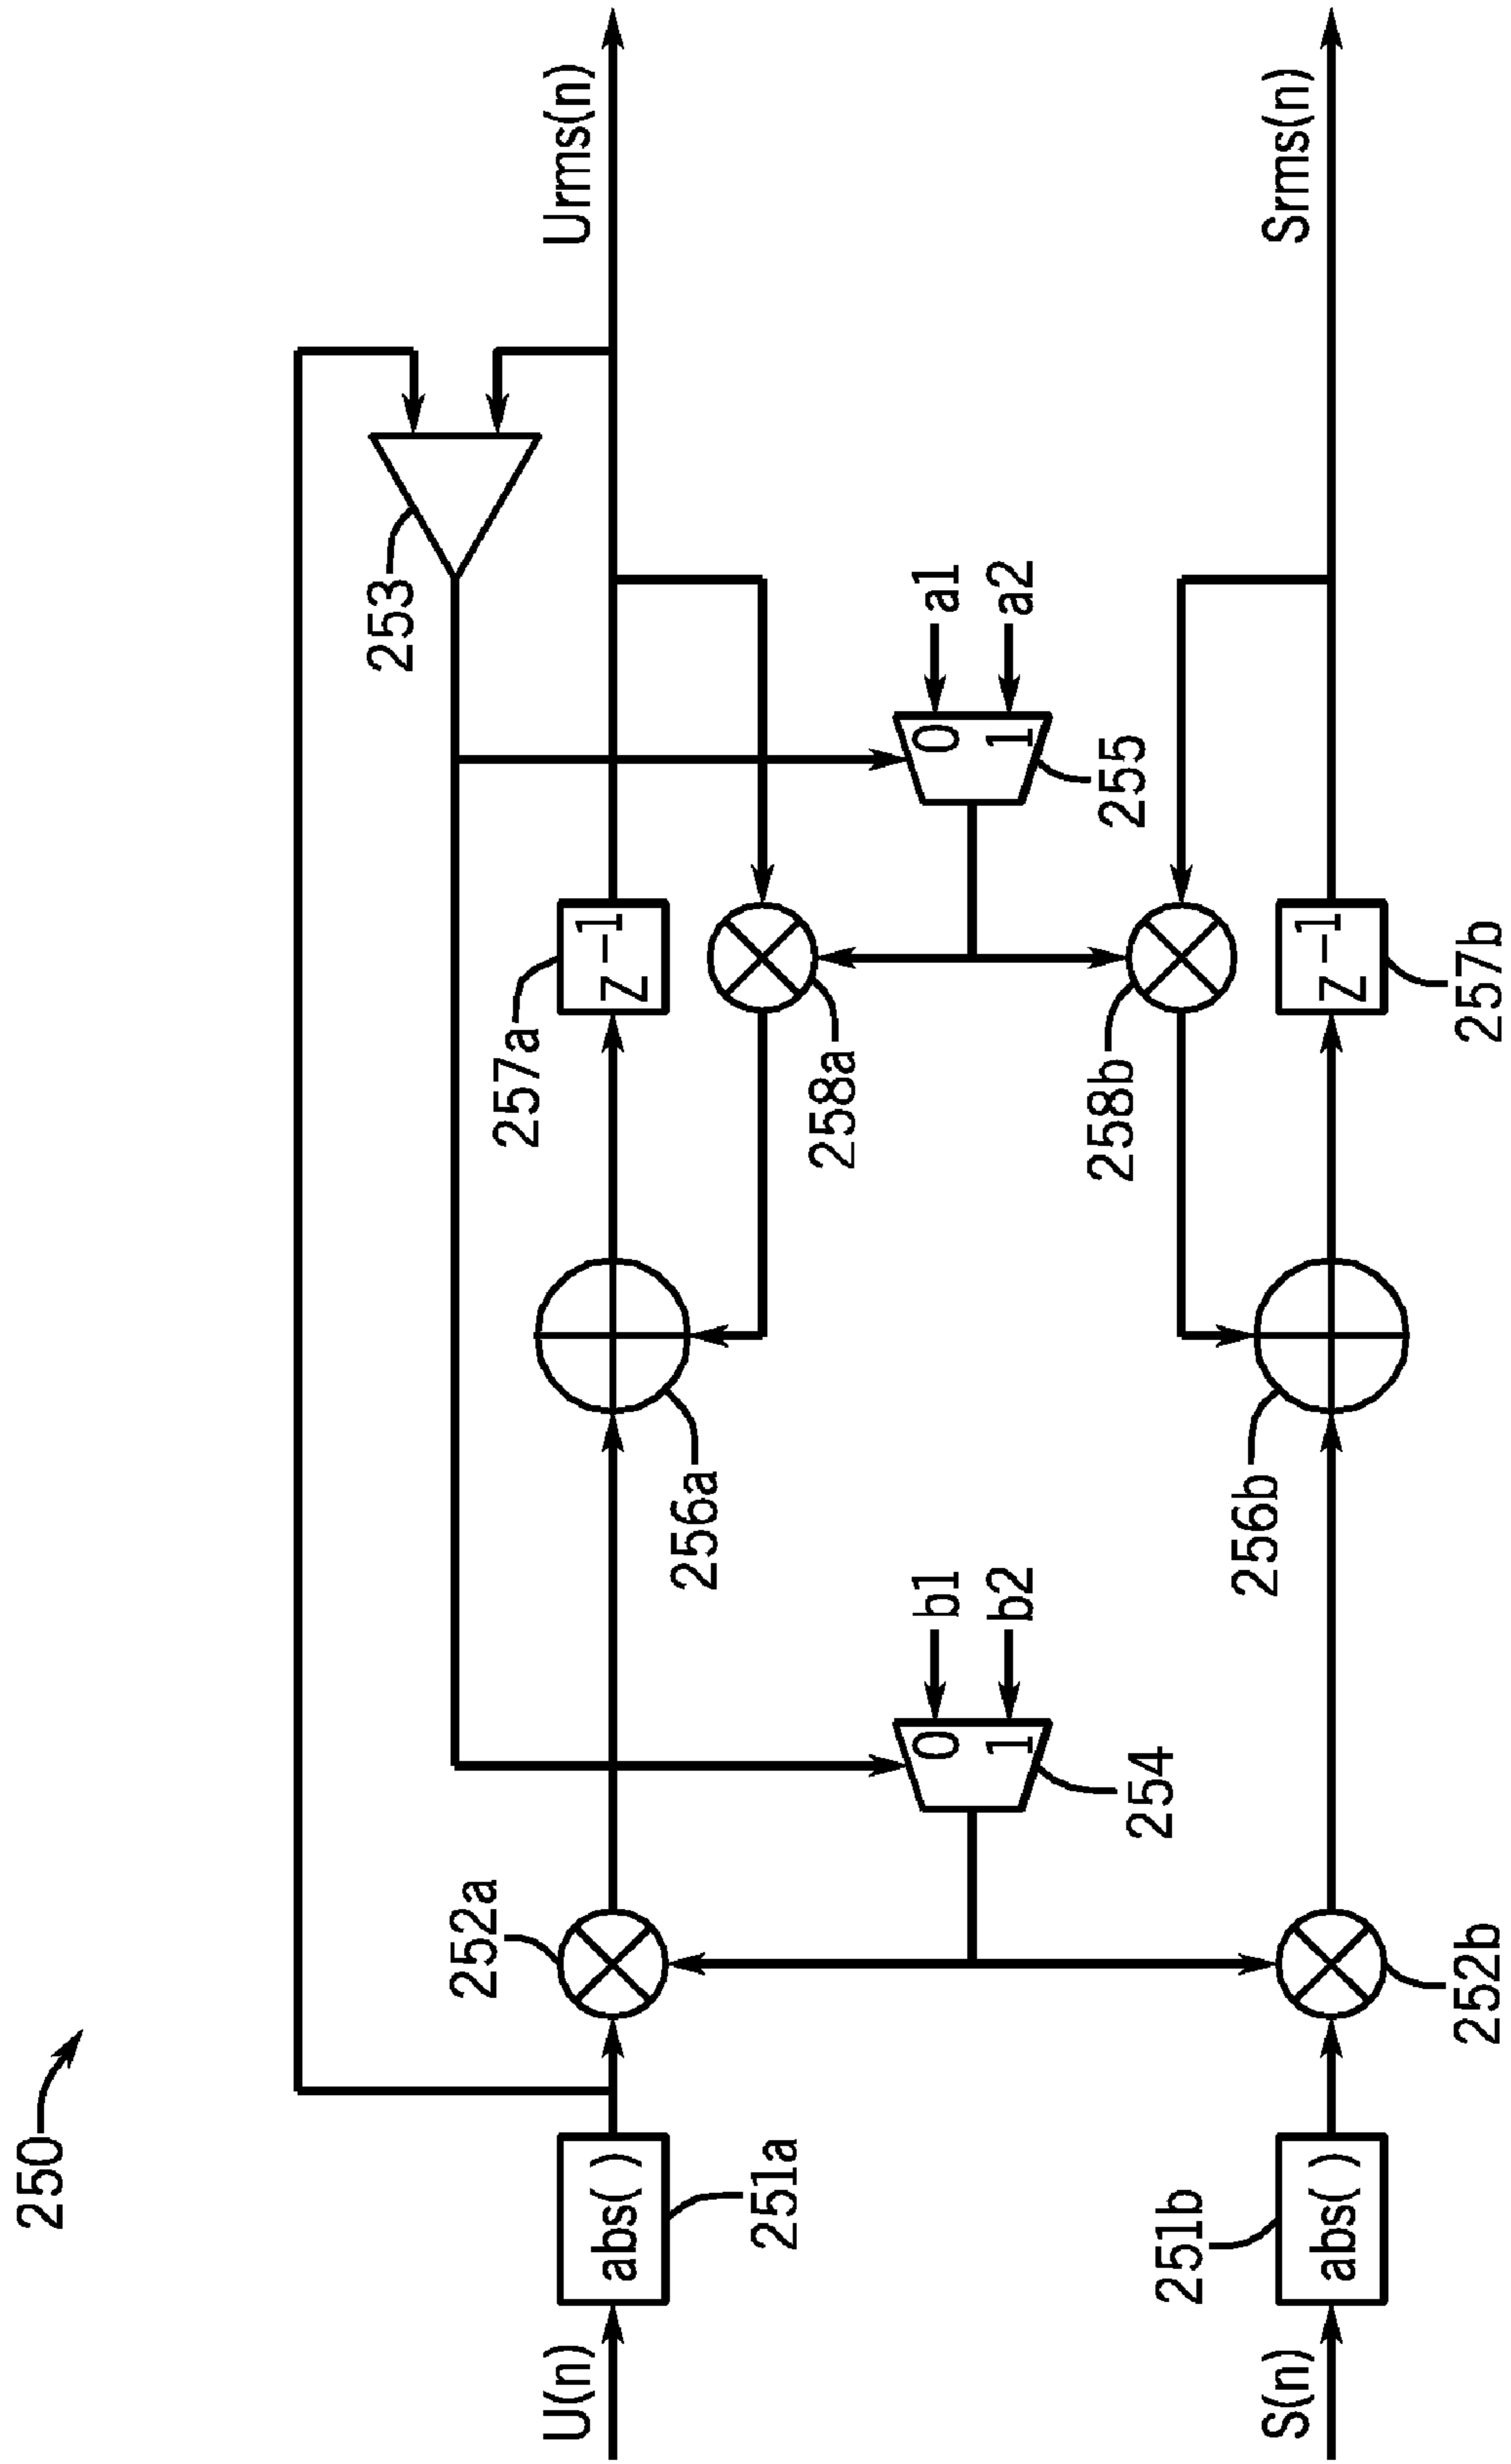 250
U(n)
abs( )
251a
252a
253
256a
257a
z-1
258a
Urms(n)
254
0
1
b1
b2
255
0
1
a1
a2
S(n)
abs( )
251b
252b
256b
258b
z-1
257b
Srms(n)